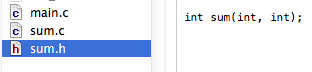 main.c
sum.c
sum.h
int sum(int, int);